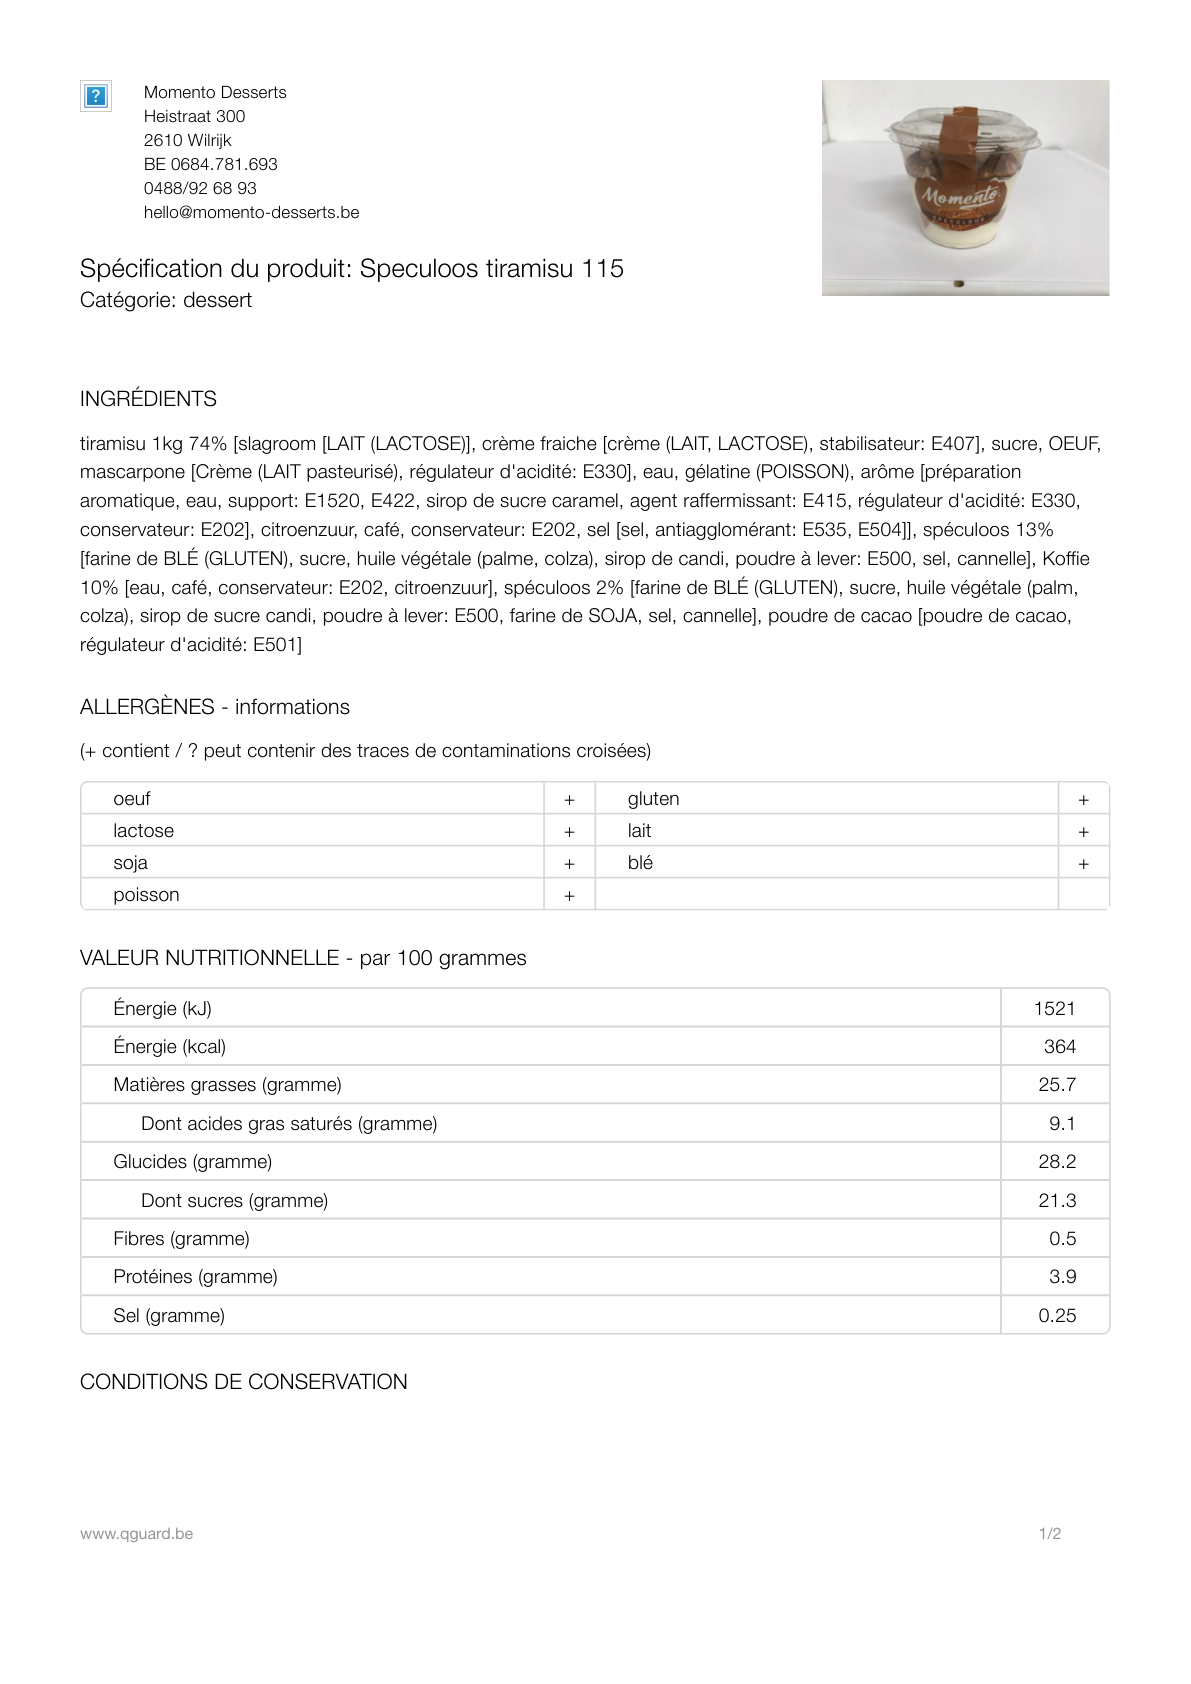 Momento Desserts
Heistraat 300
2610 Wilrijk
BE 0684.781.693
0488/92 68 93
hello@momento-desserts.be
Momento
Spécification du produit: Speculoos tiramisu 115
Catégorie: dessert
INGRÉDIENTS
tiramisu 1kg 74% [slagroom [LAIT (LACTOSE)], crème fraiche [crème (LAIT, LACTOSE), stabilisateur: E407], sucre, OEUF,
mascarpone [Crème (LAIT pasteurisé), régulateur d'acidité: E330], eau, gélatine (POISSON), arôme [préparation
aromatique, eau, support: E1520, E422, sirop de sucre caramel, agent raffermissant: E415, régulateur d'acidité: E330,
conservateur: E202], citroenzuur, café, conservateur: E202, sel [sel, antiagglomérant: E535, E504]], spéculoos 13%
[farine de BLÉ (GLUTEN), sucre, huile végétale (palme, colza), sirop de candi, poudre à lever: E500, sel, cannelle], Koffie
10% [eau, café, conservateur: E202, citroenzuur], spéculoos 2% [farine de BLÉ (GLUTEN), sucre, huile végétale (palm,
colza), sirop de sucre candi, poudre à lever: E500, farine de SOJA, sel, cannelle], poudre de cacao [poudre de cacao,
régulateur d'acidité: E501]
ALLERGÈNES - informations
(+ contient / ? peut contenir des traces de contaminations croisées)
oeuf + gluten +
lactose + lait +
soja + blé +
poisson +
VALEUR NUTRITIONNELLE - par 100 grammes
Énergie (kJ) 1521
Énergie (kcal) 364
Matières grasses (gramme) 25.7
Dont acides gras saturés (gramme) 9.1
Glucides (gramme) 28.2
Dont sucres (gramme) 21.3
Fibres (gramme) 0.5
Protéines (gramme) 3.9
Sel (gramme) 0.25
CONDITIONS DE CONSERVATION
www.qguard.be 1/2